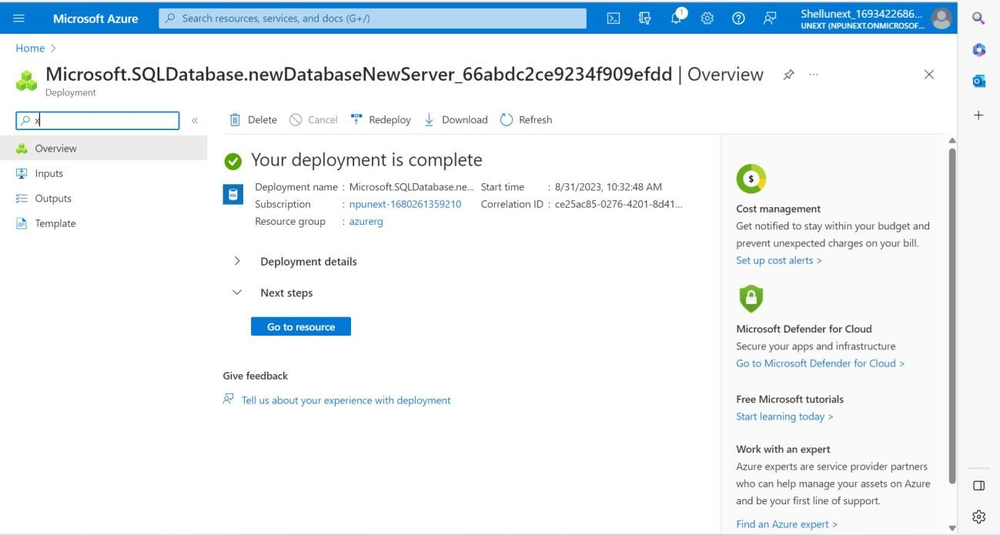 Microsoft Azure
Search resources, services, and docs (G+/)
1
Shellunext_1693422686...
UNEXT (NPUNEXT.ONMICROSOF...
Home >
Microsoft.SQLDatabase.newDatabaseNewServer_66abdc2ce9234f909efdd | Overview
...
Deployment
x
«
Delete
Cancel
Redeploy
Download
Refresh
Overview
Inputs
Outputs
Template
Your deployment is complete
SQL
Deployment name : Microsoft.SQLDatabase.ne... Start time : 8/31/2023, 10:32:48 AM
Subscription : npunext-1680261359210 Correlation ID : ce25ac85-0276-4201-8d41...
Resource group : azurerg
Deployment details
Next steps
Go to resource
Give feedback
Tell us about your experience with deployment
$
Cost management
Get notified to stay within your budget and
prevent unexpected charges on your bill.
Set up cost alerts >
Microsoft Defender for Cloud
Secure your apps and infrastructure
Go to Microsoft Defender for Cloud >
Free Microsoft tutorials
Start learning today >
Work with an expert
Azure experts are service provider partners
who can help manage your assets on Azure
and be your first line of support.
Find an Azure expert >